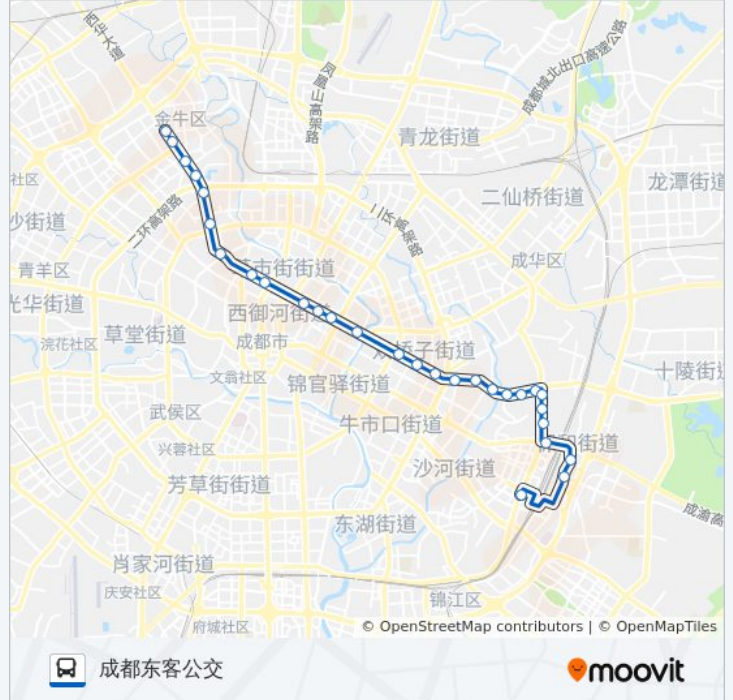 西华大道
成都城北出口高速公路
凤凰山高架路
金牛区
青龙街道
社区
龙潭街道
二仙桥街道
沙街道
二环高架路
二环高架路
成华区
青羊区
市街街道
光华街道
西御河街道
草堂街道
成都市
浣花社区
桥子街道
十陵街道
文翁社区
锦官驿街道
武侯区
牛市口街道
街道
兴蓉社区
沙河街道
芳草街街道
成渝高
东湖街道
肖家河街道
庆安社区
锦江区
府城社区
© OpenStreetMap contributors | © OpenMapTiles
成都东客公交
moovit